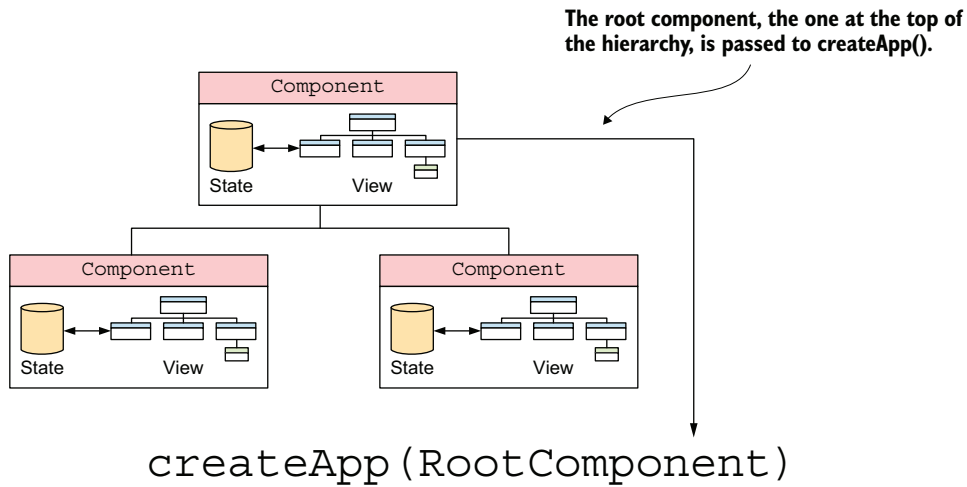 The root component, the one at the top of
the hierarchy, is passed to createApp().
Component
State
View
Component
State
View
Component
State
View
createApp(RootComponent)